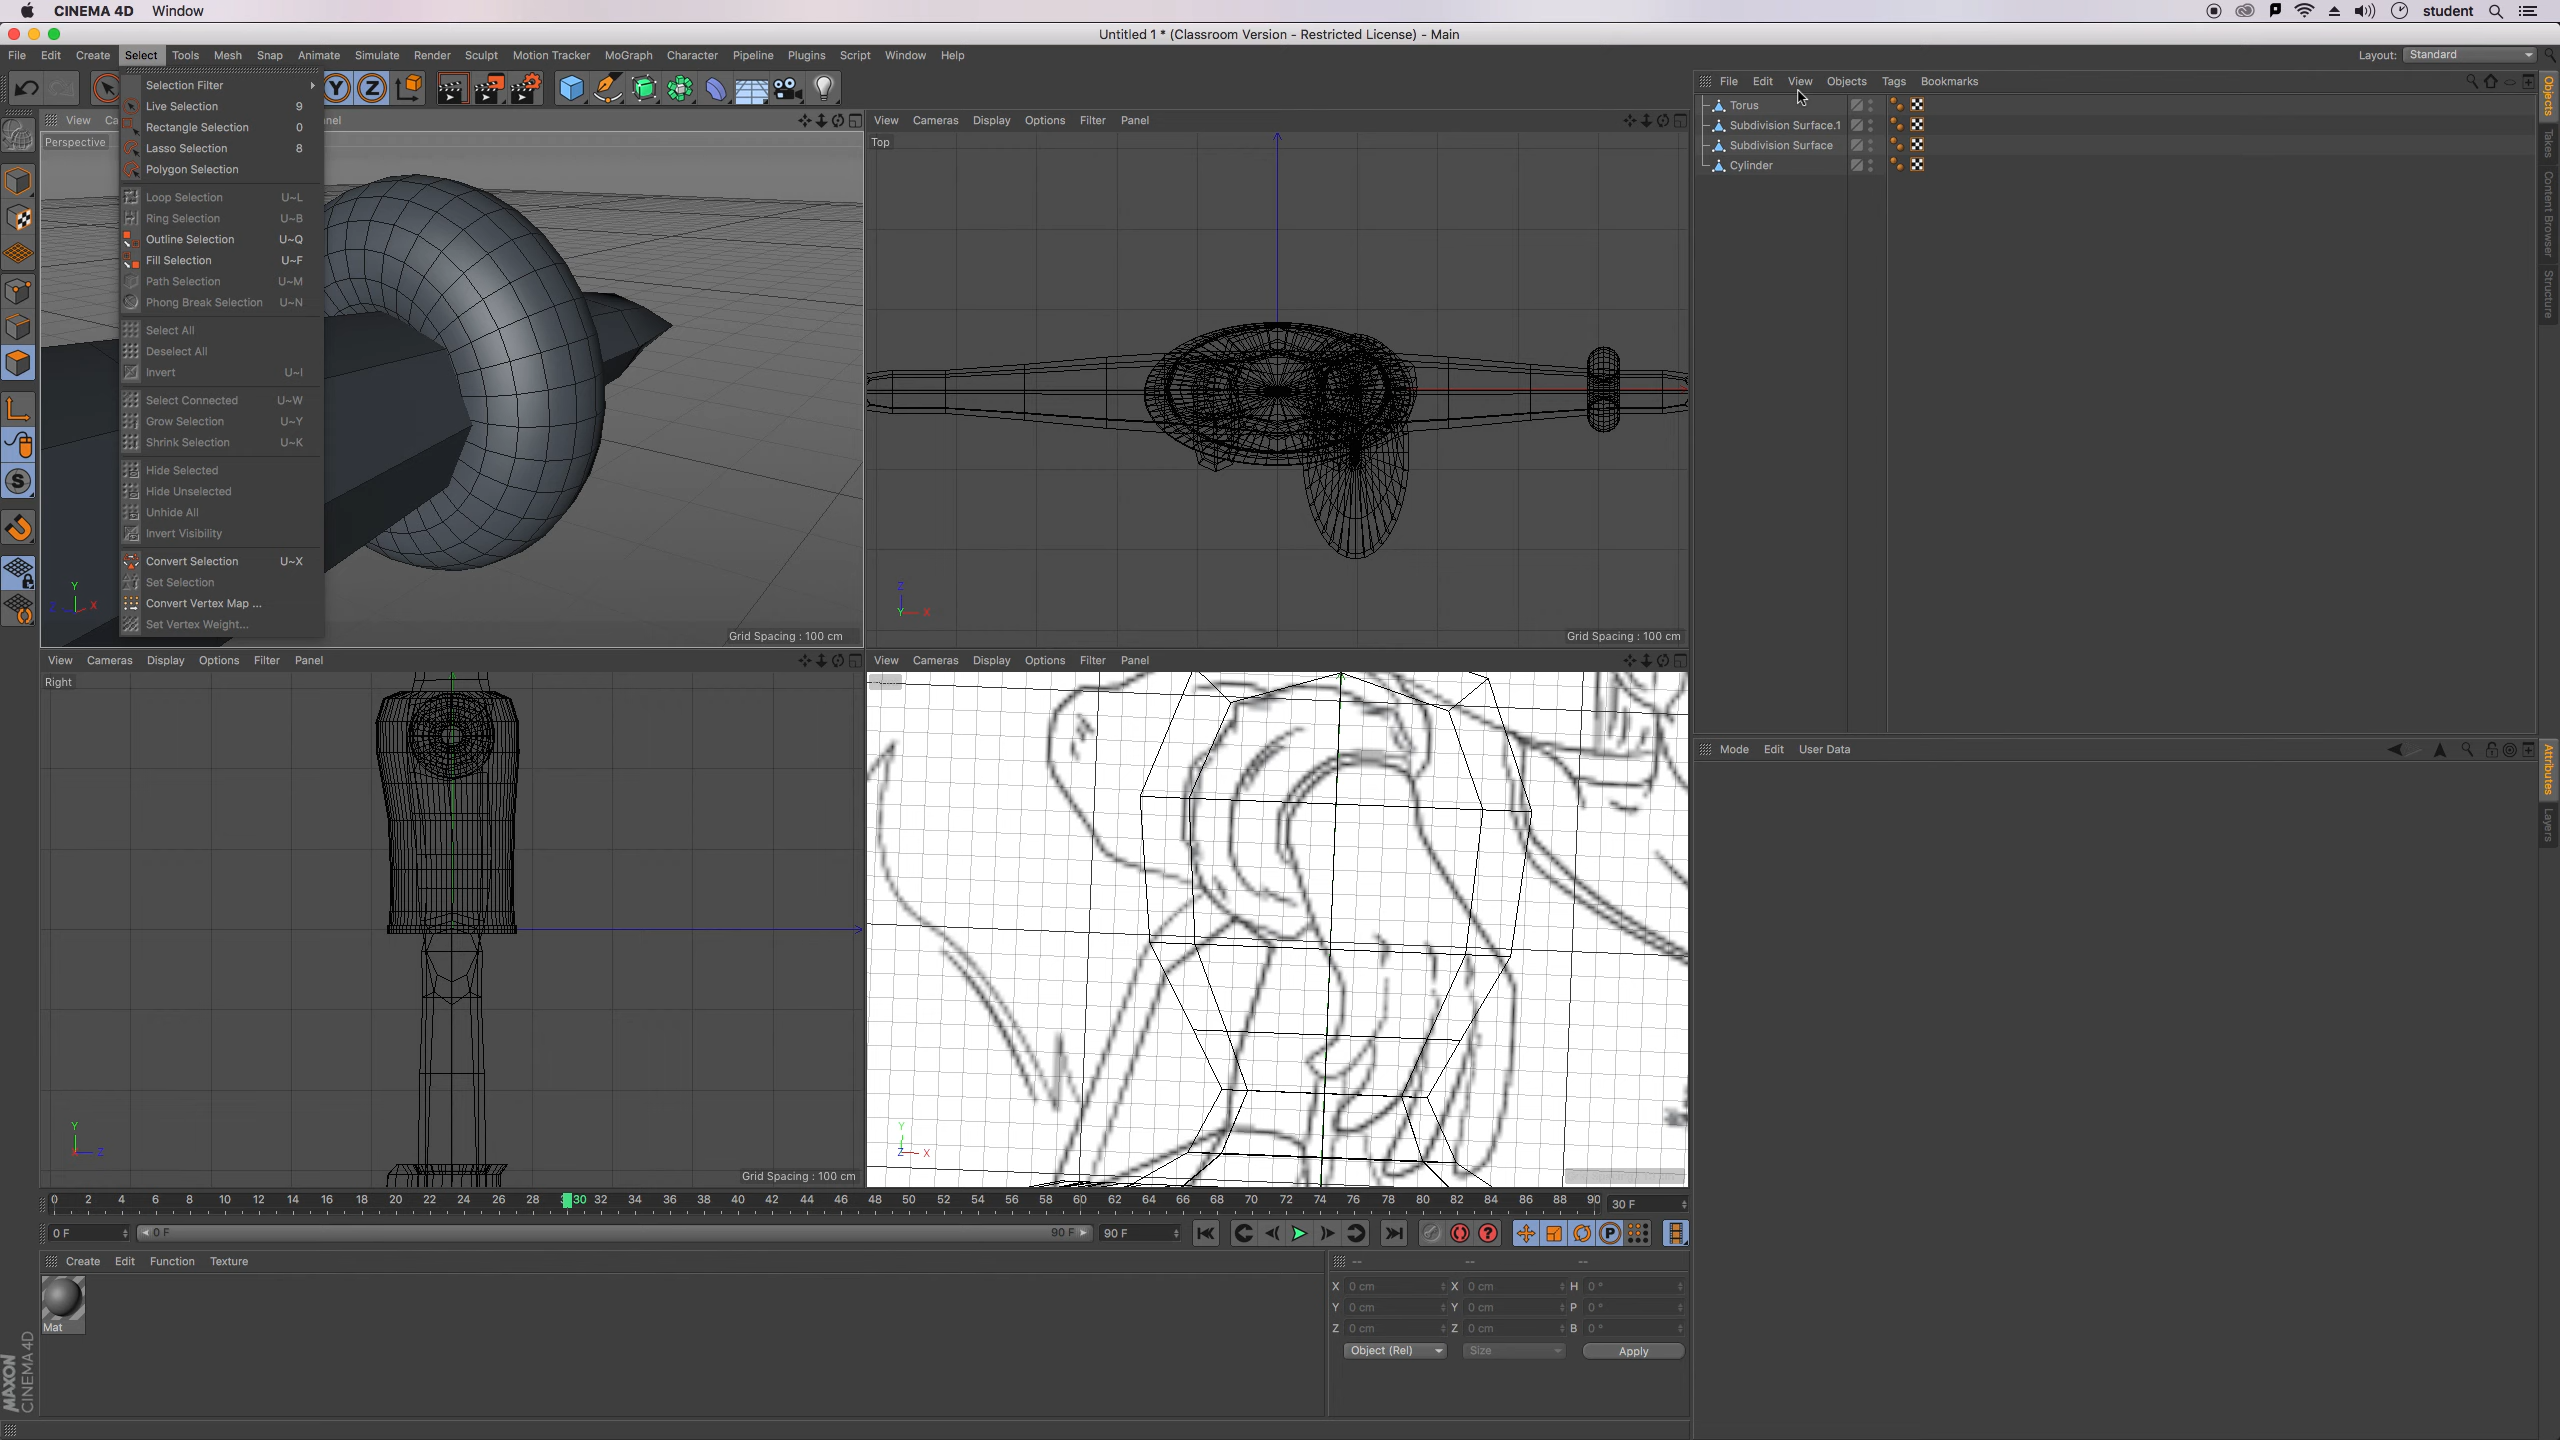 CINEMA 4D Window student
Untitled 1 * (Classroom Version - Restricted License) - Main
File Edit Create Select Tools Mesh Snap Animate Simulate Render Sculpt Motion Tracker MoGraph Character Pipeline Plugins Script Window Help Layout: Standard
Selection Filter
Live Selection 9
Rectangle Selection 0
Lasso Selection 8
Polygon Selection
Loop Selection U~L
Ring Selection U~B
Outline Selection U~Q
Fill Selection U~F
Path Selection U~M
Phong Break Selection U~N
Select All
Deselect All
Invert U~I
Select Connected U~W
Grow Selection U~Y
Shrink Selection U~K
Hide Selected
Hide Unselected
Unhide All
Invert Visibility
Convert Selection U~X
Set Selection
Convert Vertex Map ...
Set Vertex Weight...
Y Z
View Ca nel
Perspective
Y
Z X
Grid Spacing : 100 cm
View Cameras Display Options Filter Panel
Top
Z
Y X
Grid Spacing : 100 cm
View Cameras Display Options Filter Panel
Right
Y
X Z
Grid Spacing : 100 cm
View Cameras Display Options Filter Panel
Y
Z X
File Edit View Objects Tags Bookmarks
Torus
Subdivision Surface.1
Subdivision Surface
Cylinder
Objects
Takes
Content Browser
Structure
Mode Edit User Data
Attributes
Layers
0 2 4 6 8 10 12 14 16 18 20 22 24 26 28 30 32 34 36 38 40 42 44 46 48 50 52 54 56 58 60 62 64 66 68 70 72 74 76 78 80 82 84 86 88 90 30 F
0 F 0 F 90 F 90 F
Create Edit Function Texture
Mat
-- -- --
X 0 cm X 0 cm H 0 °
Y 0 cm Y 0 cm P 0 °
Z 0 cm Z 0 cm B 0 °
Object (Rel) Size Apply
MAXON
CINEMA 4D